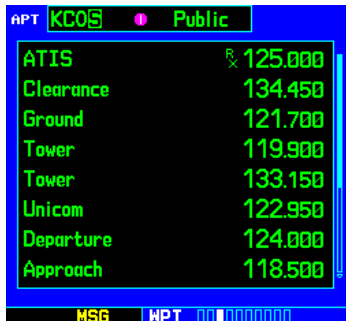 APT KCOS Public
ATIS Rx 125.000
Clearance 134.450
Ground 121.700
Tower 119.900
Tower 133.150
Unicom 122.950
Departure 124.000
Approach 118.500
MSG WPT